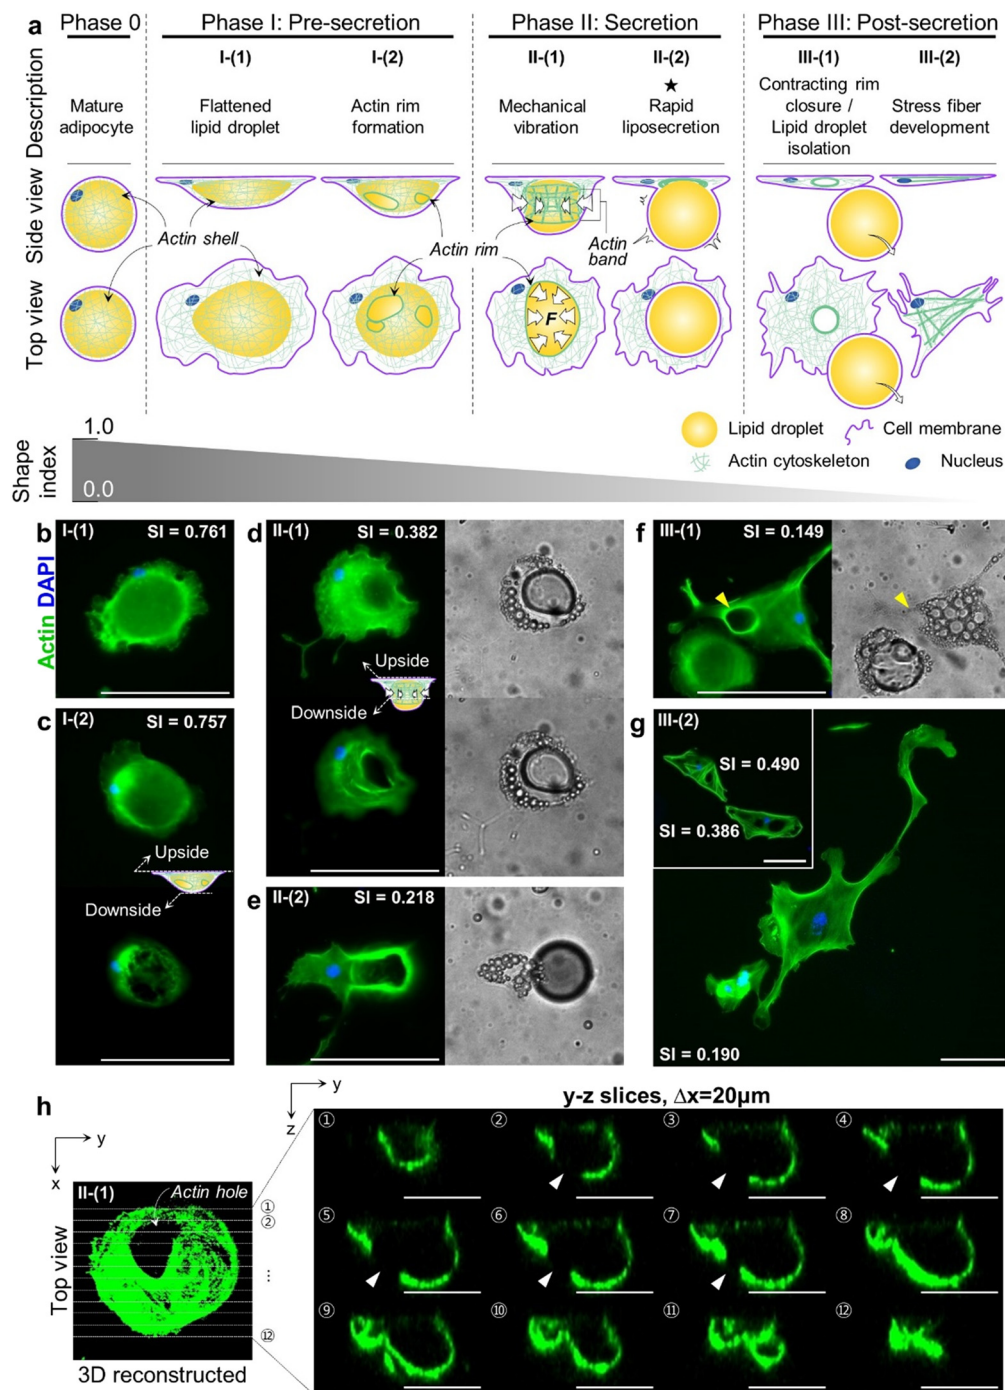 a
Phase 0
Phase I: Pre-secretion
Phase II: Secretion
Phase III: Post-secretion
I-(1)
I-(2)
II-(1)
II-(2)
III-(1)
III-(2)
Description
Mature
adipocyte
Flattened
lipid droplet
Actin rim
formation
Mechanical
vibration
★
Rapid
liposecretion
Contracting rim
closure /
Lipid droplet
isolation
Stress fiber
development
Side view
Actin shell
Actin rim
Actin
band
Top view
F
Lipid droplet
Cell membrane
Actin cytoskeleton
Nucleus
Shape
index
1.0
0.0
Actin DAPI
b
I-(1)
SI = 0.761
c
I-(2)
SI = 0.757
Upside
Downside
d
II-(1)
SI = 0.382
Upside
Downside
e
II-(2)
SI = 0.218
f
III-(1)
SI = 0.149
g
III-(2)
SI = 0.490
SI = 0.386
SI = 0.190
h
y
x
II-(1)
Actin hole
Top view
①
②
...
⑫
3D reconstructed
y
z
y-z slices, Δx=20μm
① ② ③ ④
⑤ ⑥ ⑦ ⑧
⑨ ⑩ ⑪ ⑫